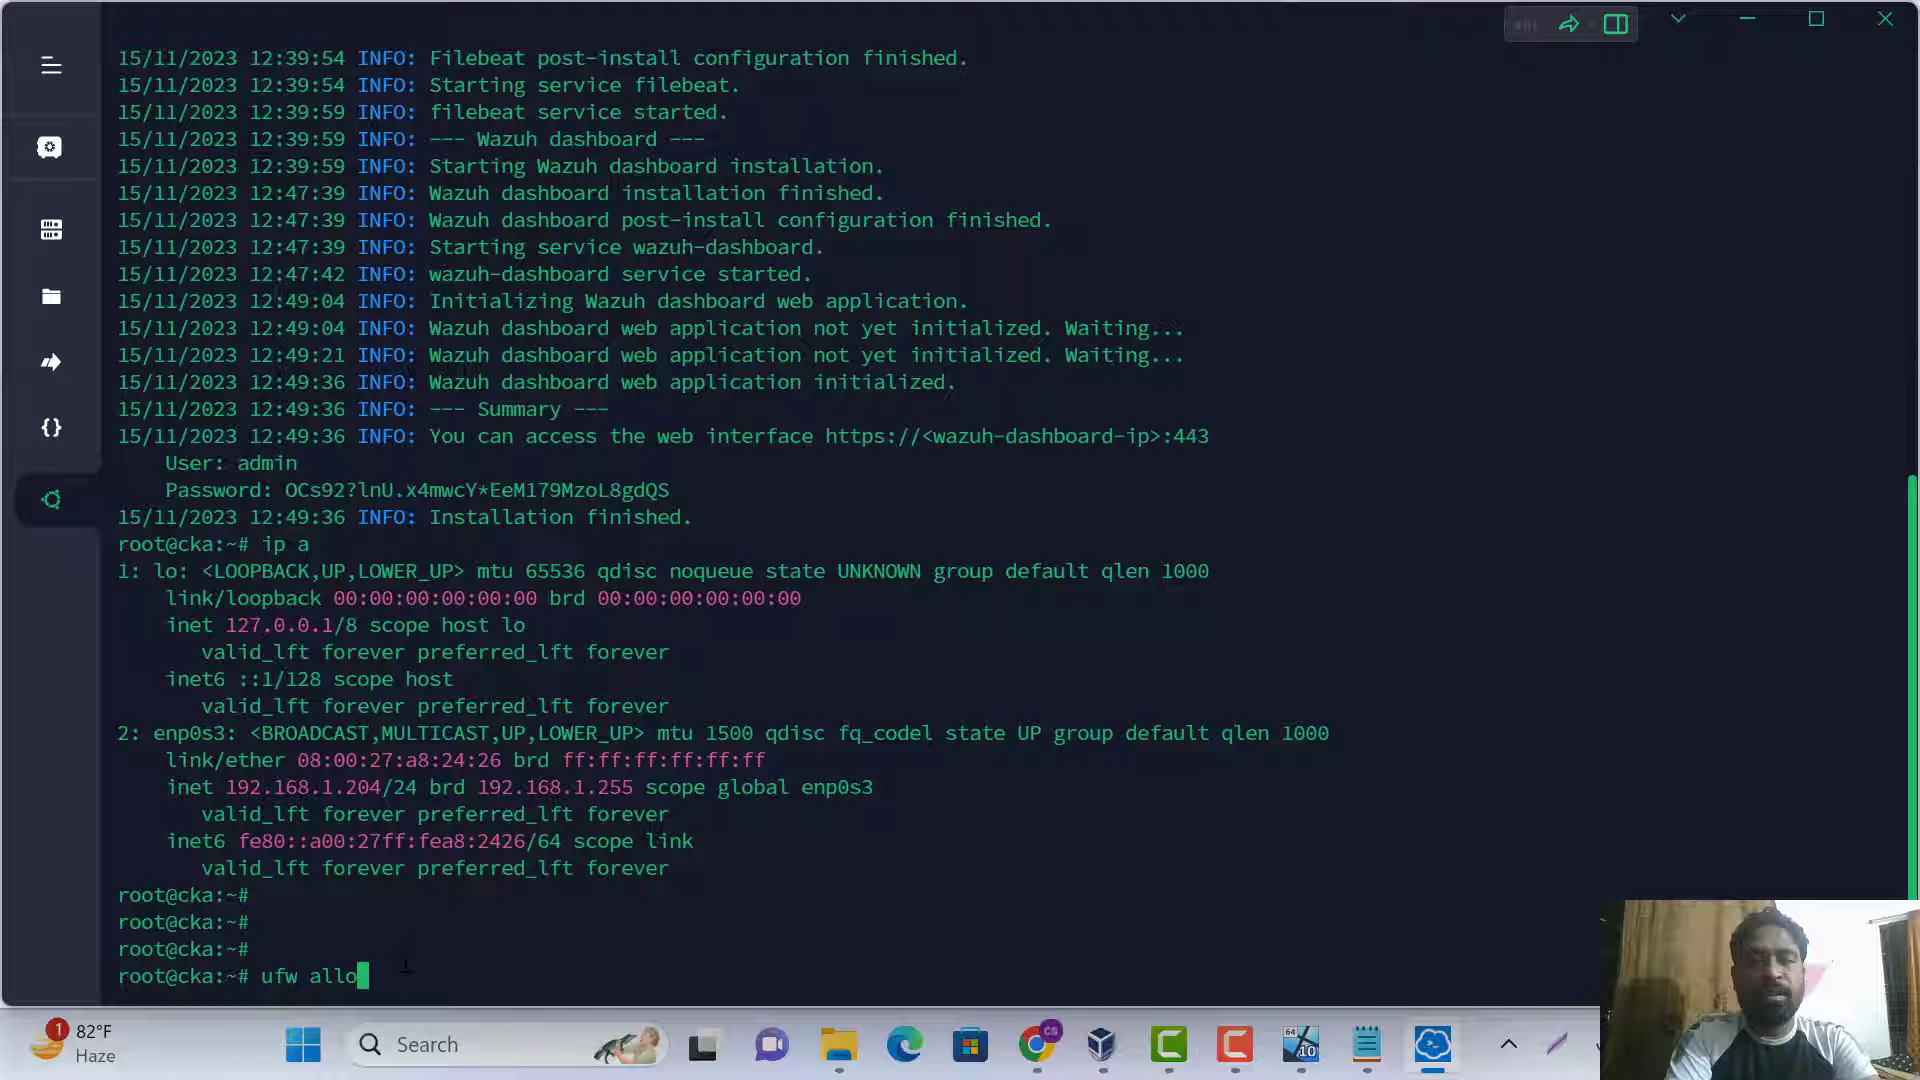 15/11/2023 12:39:54 INFO: Filebeat post-install configuration finished.
15/11/2023 12:39:54 INFO: Starting service filebeat.
15/11/2023 12:39:59 INFO: filebeat service started.
15/11/2023 12:39:59 INFO: --- Wazuh dashboard ---
15/11/2023 12:39:59 INFO: Starting Wazuh dashboard installation.
15/11/2023 12:47:39 INFO: Wazuh dashboard installation finished.
15/11/2023 12:47:39 INFO: Wazuh dashboard post-install configuration finished.
15/11/2023 12:47:39 INFO: Starting service wazuh-dashboard.
15/11/2023 12:47:42 INFO: wazuh-dashboard service started.
15/11/2023 12:49:04 INFO: Initializing Wazuh dashboard web application.
15/11/2023 12:49:04 INFO: Wazuh dashboard web application not yet initialized. Waiting...
15/11/2023 12:49:21 INFO: Wazuh dashboard web application not yet initialized. Waiting...
15/11/2023 12:49:36 INFO: Wazuh dashboard web application initialized.
15/11/2023 12:49:36 INFO: --- Summary ---
15/11/2023 12:49:36 INFO: You can access the web interface https://<wazuh-dashboard-ip>:443
User: admin
Password: OCs92?lnU.x4mwcY*EeM179MzoL8gdQS
15/11/2023 12:49:36 INFO: Installation finished.
root@cka:~# ip a
1: lo: <LOOPBACK,UP,LOWER_UP> mtu 65536 qdisc noqueue state UNKNOWN group default qlen 1000
link/loopback 00:00:00:00:00:00 brd 00:00:00:00:00:00
inet 127.0.0.1/8 scope host lo
valid_lft forever preferred_lft forever
inet6 ::1/128 scope host
valid_lft forever preferred_lft forever
2: enp0s3: <BROADCAST,MULTICAST,UP,LOWER_UP> mtu 1500 qdisc fq_codel state UP group default qlen 1000
link/ether 08:00:27:a8:24:26 brd ff:ff:ff:ff:ff:ff
inet 192.168.1.204/24 brd 192.168.1.255 scope global enp0s3
valid_lft forever preferred_lft forever
inet6 fe80::a00:27ff:fea8:2426/64 scope link
valid_lft forever preferred_lft forever
root@cka:~#
root@cka:~#
root@cka:~#
root@cka:~# ufw allo
1
82°F
Haze
Search
CS
64
10